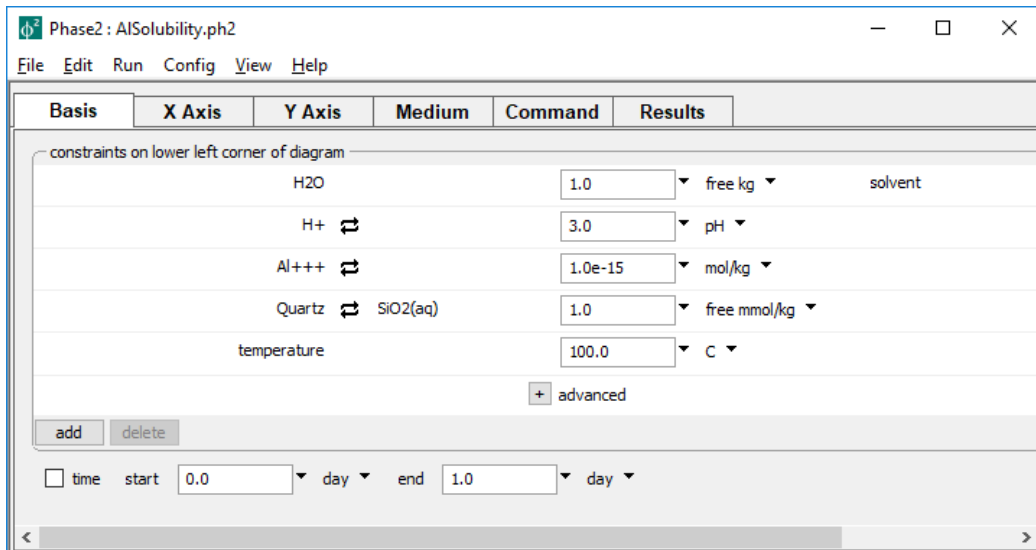 ϕ² Phase2 : AlSolubility.ph2
File Edit Run Config View Help
Basis X Axis Y Axis Medium Command Results
constraints on lower left corner of diagram
H2O 1.0 free kg solvent
H+ 3.0 pH
Al+++ 1.0e-15 mol/kg
Quartz SiO2(aq) 1.0 free mmol/kg
temperature 100.0 C
+ advanced
add delete
time start 0.0 day end 1.0 day